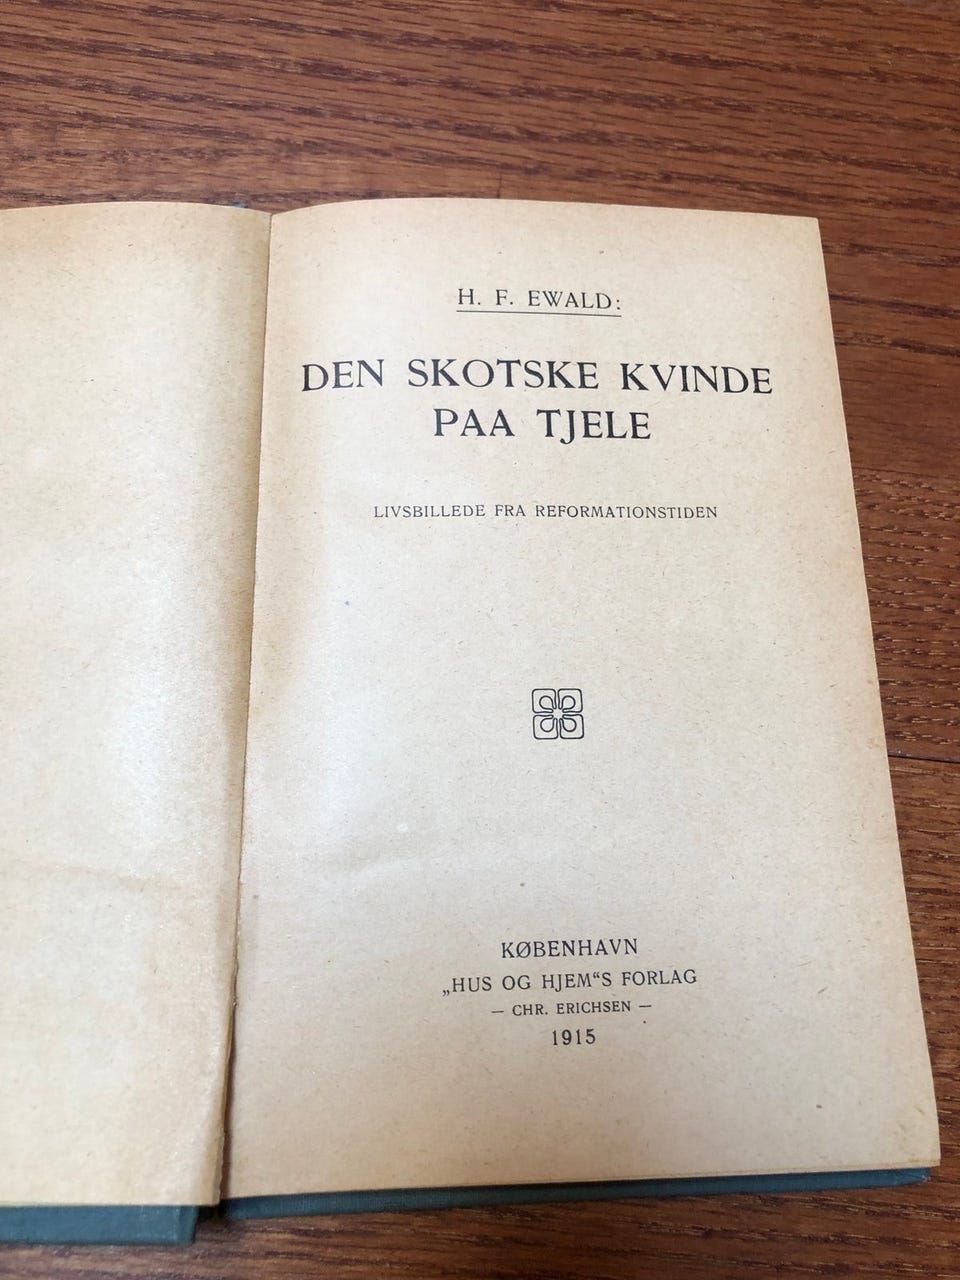 H. F. EWALD:
DEN SKOTSKE KVINDE
PAA TJELE
LIVSBILLEDE FRA REFORMATIONSTIDEN
KØBENHAVN
„HUS OG HJEM“S FORLAG
— CHR. ERICHSEN —
1915